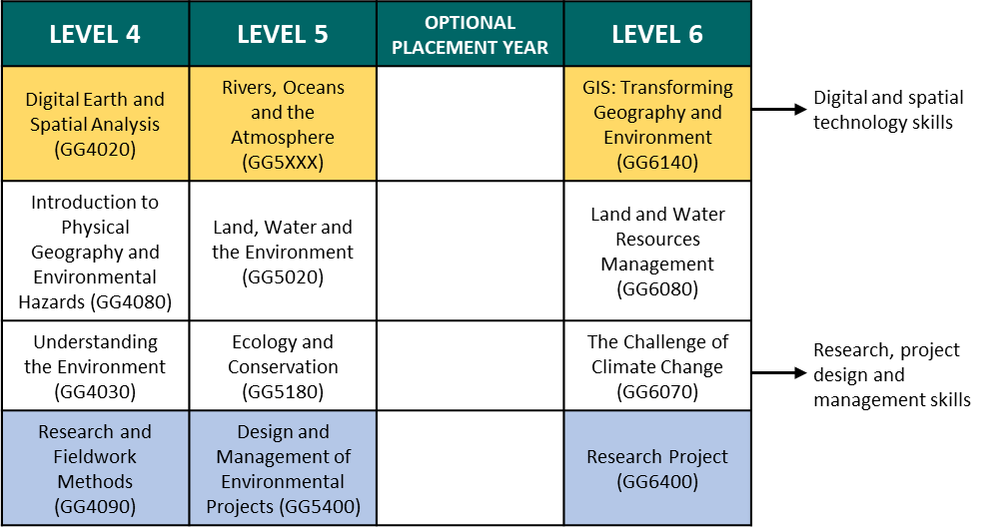 LEVEL 4
LEVEL 5
OPTIONAL
PLACEMENT YEAR
LEVEL 6
Digital Earth and
Spatial Analysis
(GG4020)
Rivers, Oceans
and the
Atmosphere
(GG5XXX)
GIS: Transforming
Geography and
Environment
(GG6140)
Digital and spatial
technology skills
Introduction to
Physical
Geography and
Environmental
Hazards (GG4080)
Land, Water and
the Environment
(GG5020)
Land and Water
Resources
Management
(GG6080)
Understanding
the Environment
(GG4030)
Ecology and
Conservation
(GG5180)
The Challenge of
Climate Change
(GG6070)
Research, project
design and
management skills
Research and
Fieldwork
Methods
(GG4090)
Design and
Management of
Environmental
Projects (GG5400)
Research Project
(GG6400)